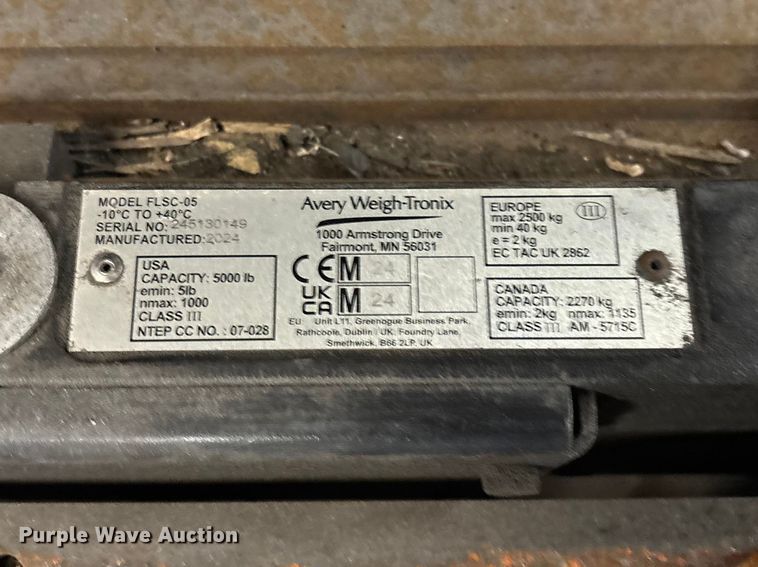 MODEL FLSC-05
-10°C TO +40°C
SERIAL NO: 245130149
MANUFACTURED: 2024
USA
CAPACITY: 5000 lb
emin: 5lb
nmax: 1000
CLASS III
NTEP CC NO. : 07-028
Avery Weigh-Tronix
1000 Armstrong Drive
Fairmont, MN 56031
CE M 24
UK CA M 24
EU: Unit L11, Greenogue Business Park,
Rathcoole, Dublin / UK: Foundry Lane,
Smethwick, B66 2LP, UK
EUROPE
max 2500 kg
min 40 kg
e = 2 kg
EC TAC UK 2862
III
CANADA
CAPACITY: 2270 kg
emin: 2kg nmax: 1135
CLASS III AM - 5715C
Purple Wave Auction